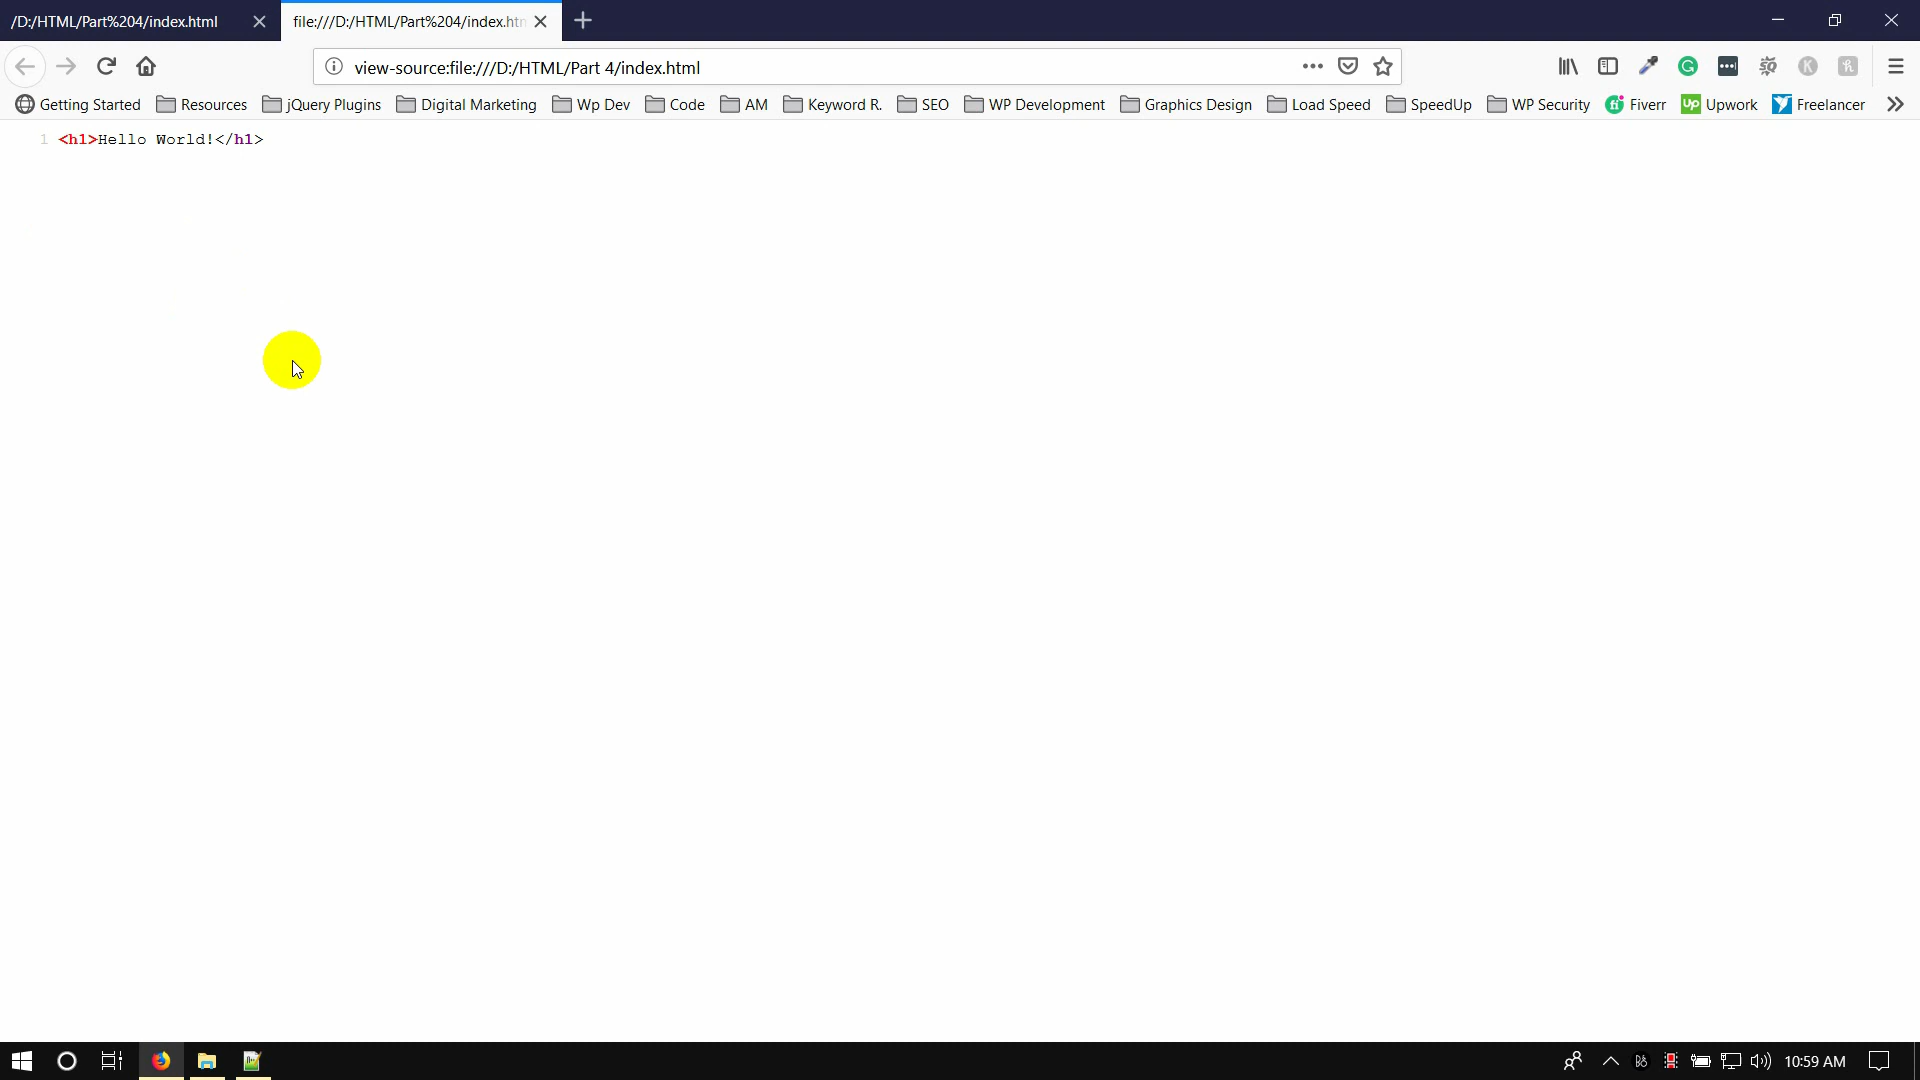 /D:/HTML/Part%204/index.html file:///D:/HTML/Part%204/index.htm
view-source:file:///D:/HTML/Part 4/index.html
Getting Started Resources jQuery Plugins Digital Marketing Wp Dev Code AM Keyword R. SEO WP Development Graphics Design Load Speed SpeedUp WP Security Fiverr Upwork Freelancer
1 <h1>Hello World!</h1>
10:59 AM